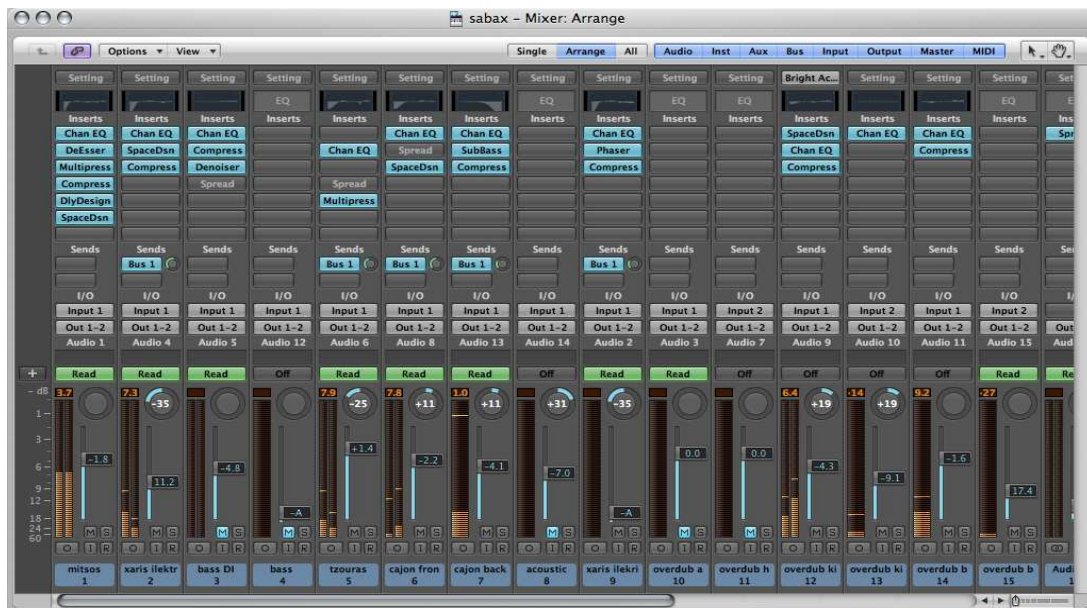 sabax – Mixer: Arrange
Options View Single Arrange All Audio Inst Aux Bus Input Output Master MIDI
Setting Setting Setting Setting Setting Setting Setting Setting Setting Setting Setting Bright Ac... Setting Setting Setting Set
EQ EQ EQ EQ EQ
Inserts Inserts Inserts Inserts Inserts Inserts Inserts Inserts Inserts Inserts Inserts Inserts Inserts Inserts Inserts
Chan EQ Chan EQ Chan EQ Chan EQ Chan EQ Chan EQ SpaceDsn Chan EQ Chan EQ
DeEsser SpaceDsn Compress Chan EQ Spread SubBass Phaser Chan EQ Compress
Multipress Compress Denoiser SpaceDsn Compress Compress Compress
Compress Spread Spread
DlyDesign Multipress
SpaceDsn
Sends Sends Sends Sends Sends Sends Sends Sends Sends Sends Sends Sends Sends Sends Sends
Bus 1 Bus 1 Bus 1 Bus 1 Bus 1
I/O I/O I/O I/O I/O I/O I/O I/O I/O I/O I/O I/O I/O I/O I/O
Input 1 Input 1 Input 1 Input 1 Input 1 Input 1 Input 1 Input 1 Input 1 Input 1 Input 2 Input 1 Input 2 Input 1 Input 2
Out 1–2 Out 1–2 Out 1–2 Out 1–2 Out 1–2 Out 1–2 Out 1–2 Out 1–2 Out 1–2 Out 1–2 Out 1–2 Out 1–2 Out 1–2 Out 1–2 Out 1–2 Out
Audio 1 Audio 4 Audio 5 Audio 12 Audio 6 Audio 8 Audio 13 Audio 14 Audio 2 Audio 3 Audio 7 Audio 9 Audio 10 Audio 11 Audio 15 Aud
+ Read Read Read Off Read Read Read Off Read Read Off Off Off Off Read Re
- dB 3.7 7.3 7.9 7.8 1.0 6.4 -14 9.2 -27
-35 -25 +11 +11 +31 -35 +19 +19
1
3
6
9
12
18
24
60
-1.8 11.2 -4.8 -A +1.4 -2.2 -4.1 -7.0 -A 0.0 0.0 -4.3 -9.1 -1.6 17.4
M S M S M S M S M S M S M S M S M S M S M S M S M S M S M S
I R I R I R I R I R I R I R I R I R I R I R I R I R I R I R
mitsos xaris ilektr bass DI bass tzouras cajon fron cajon back acoustic xaris ilekri overdub a overdub h overdub ki overdub ki overdub b overdub b Audi
1 2 3 4 5 6 7 8 9 10 11 12 13 14 15 1